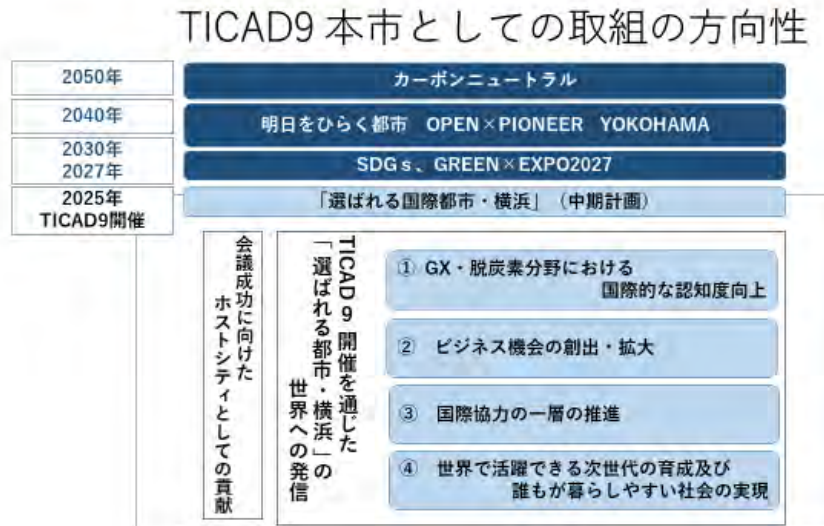 TICAD9 本市としての取組の方向性
2050年
カーボンニュートラル
2040年
明日をひらく都市 OPEN×PIONEER YOKOHAMA
2030年
2027年
SDGs、GREEN×EXPO2027
2025年
TICAD9開催
「選ばれる国際都市・横浜」（中期計画）
会議成功に向けた
ホストシティとしての貢献
TICAD9開催を通じた
「選ばれる都市・横浜」の
世界への発信
① GX・脱炭素分野における
国際的な認知度向上
② ビジネス機会の創出・拡大
③ 国際協力の一層の推進
④ 世界で活躍できる次世代の育成及び
誰もが暮らしやすい社会の実現